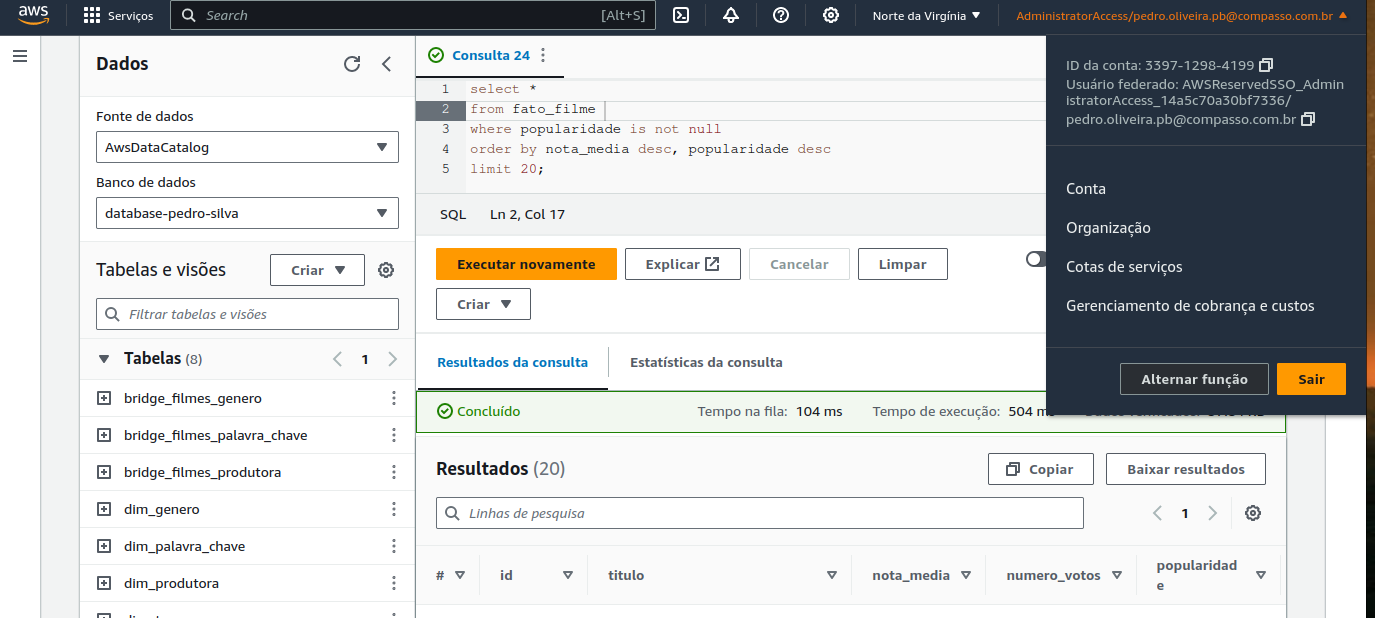 aws
Serviços
Search
[Alt+S]
Norte da Virgínia
AdministratorAccess/pedro.oliveira.pb@compasso.com.br
ID da conta: 3397-1298-4199
Usuário federado: AWSReservedSSO_Admin
istratorAccess_14a5c70a30bf7336/
pedro.oliveira.pb@compasso.com.br
Conta
Organização
Cotas de serviços
Gerenciamento de cobrança e custos
Alternar função
Sair
Dados
Fonte de dados
AwsDataCatalog
Banco de dados
database-pedro-silva
Tabelas e visões
Criar
Filtrar tabelas e visões
Tabelas (8)
1
bridge_filmes_genero
bridge_filmes_palavra_chave
bridge_filmes_produtora
dim_genero
dim_palavra_chave
dim_produtora
Consulta 24
1 select *
2 from fato_filme
3 where popularidade is not null
4 order by nota_media desc, popularidade desc
5 limit 20;
SQL Ln 2, Col 17
Executar novamente
Explicar
Cancelar
Limpar
Criar
Resultados da consulta
Estatísticas da consulta
Concluído
Tempo na fila: 104 ms
Tempo de execução: 504 ms
Resultados (20)
Copiar
Baixar resultados
Linhas de pesquisa
1
#
id
titulo
nota_media
numero_votos
popularidad
e